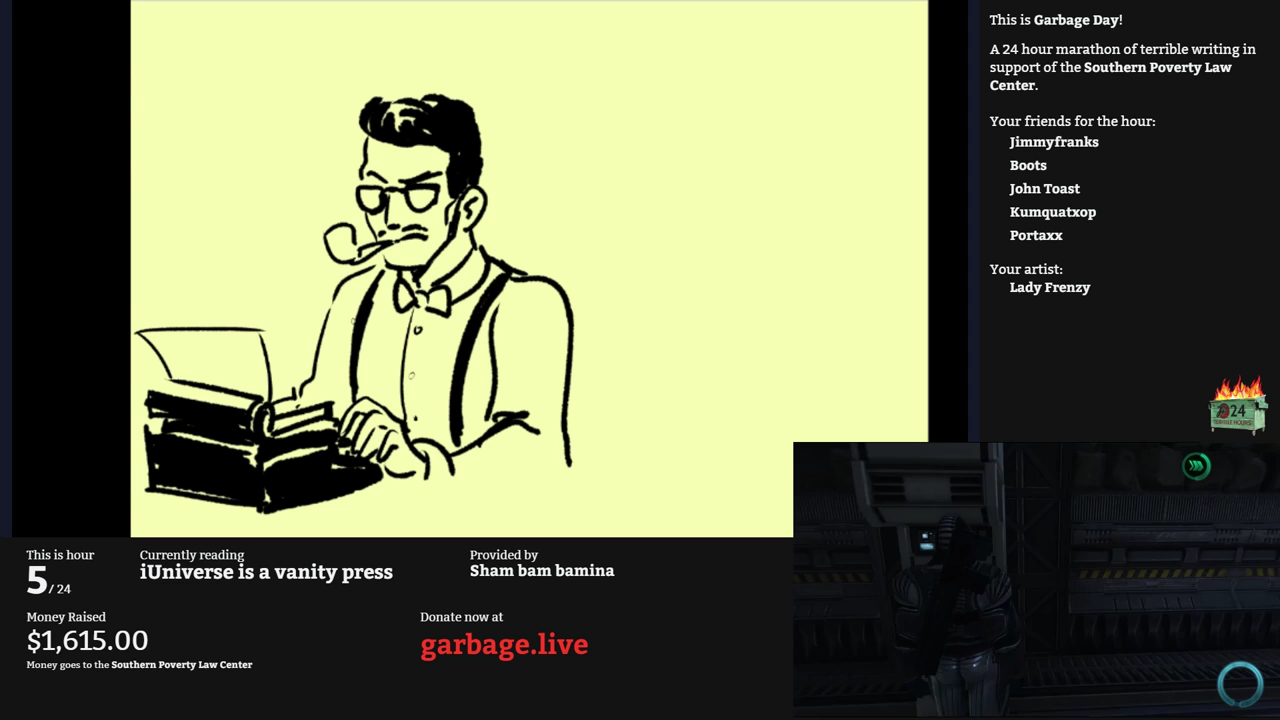 This is Garbage Day!
A 24 hour marathon of terrible writing in
support of the Southern Poverty Law
Center.
Your friends for the hour:
Jimmyfranks
Boots
John Toast
Kumquatxop
Portaxx
Your artist:
Lady Frenzy
24
TERRIBLE HOURS
This is hour
5 / 24
Currently reading
iUniverse is a vanity press
Provided by
Sham bam bamina
Money Raised
$1,615.00
Money goes to the Southern Poverty Law Center
Donate now at
garbage.live